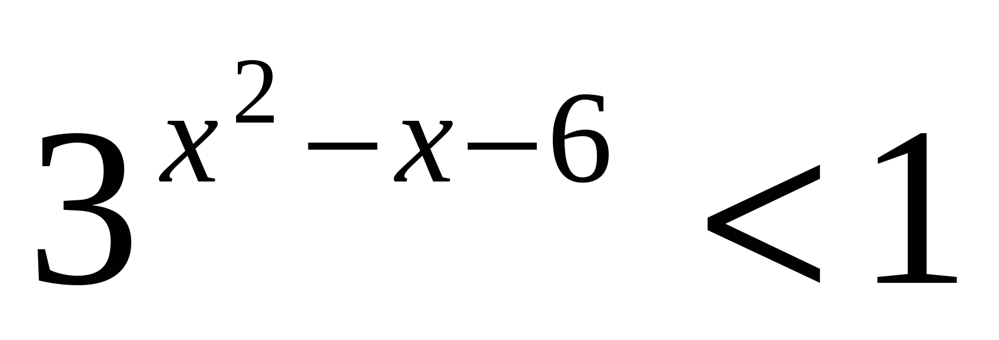 3^{x^2 − x − 6} < 1